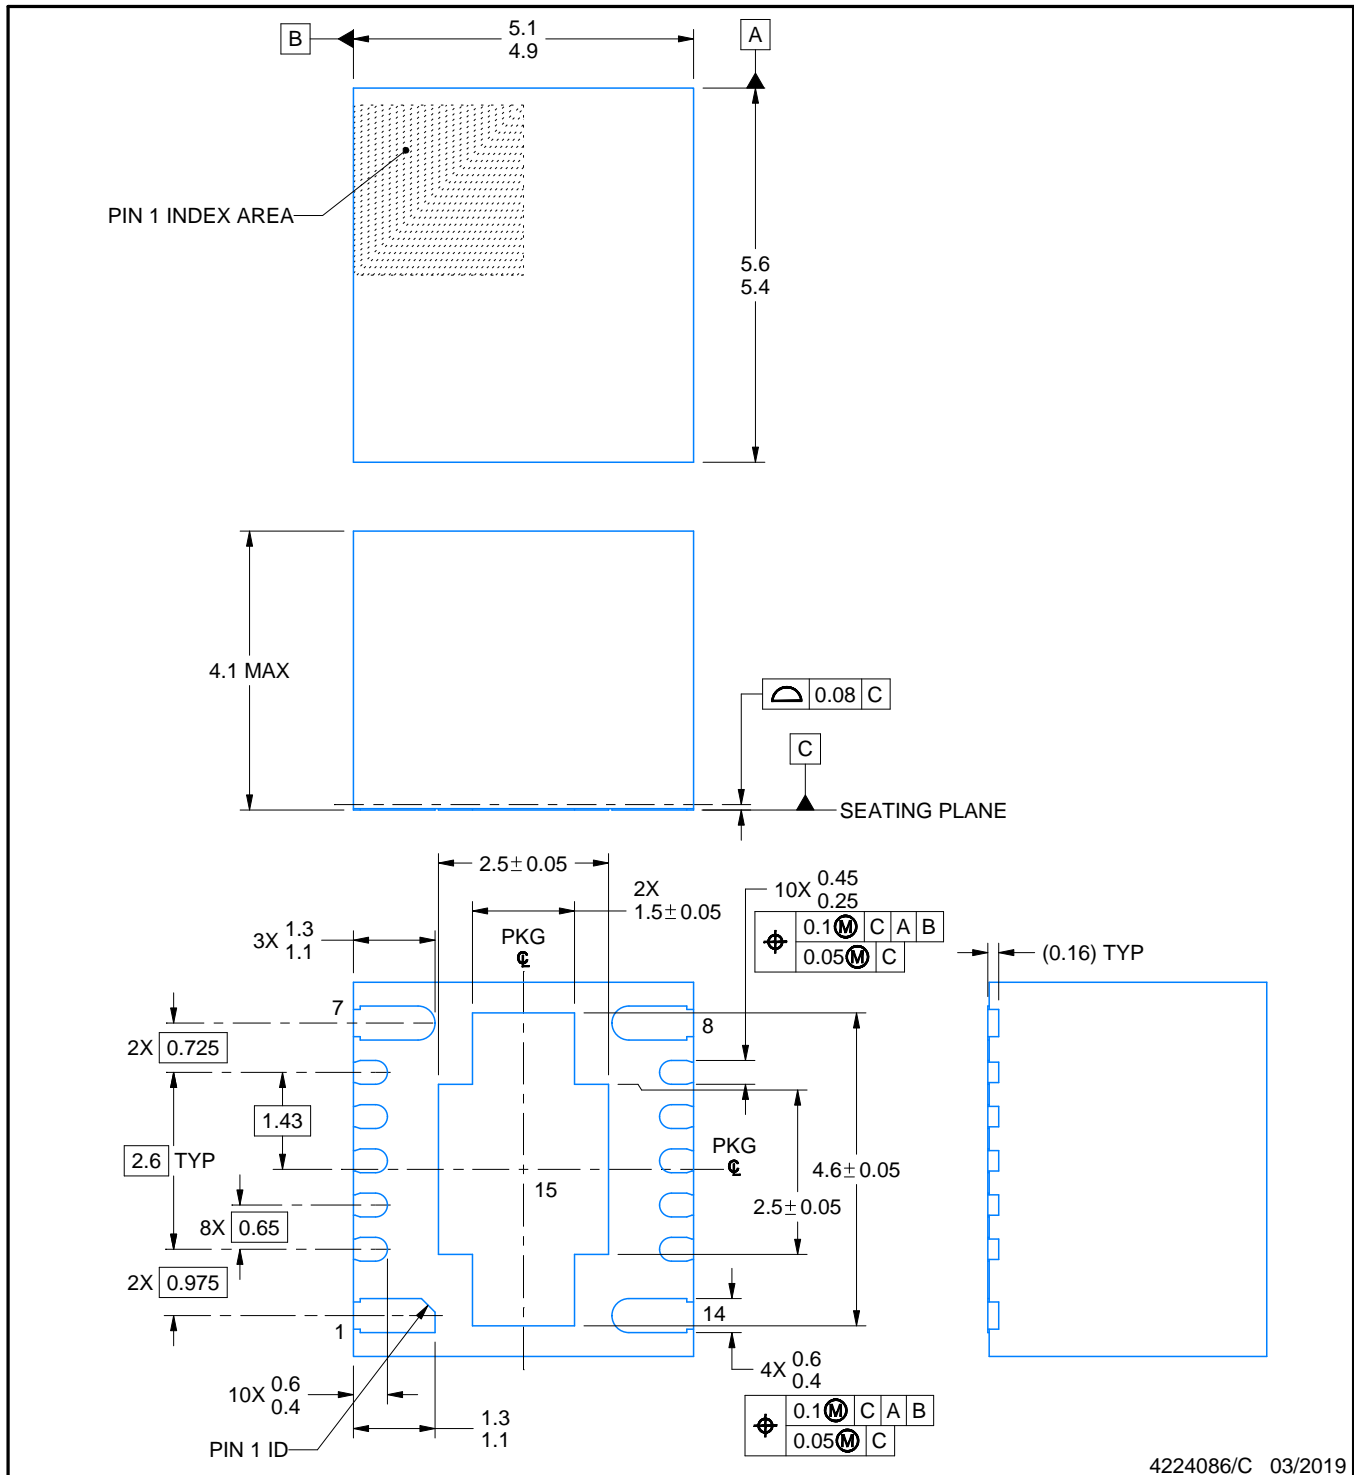 B
5.1
4.9
A
PIN 1 INDEX AREA
5.6
5.4
4.1 MAX
0.08 C
C
SEATING PLANE
2.5±0.05
2X
1.5±0.05
10X 0.45
0.25
0.1 Ⓜ C A B
0.05 Ⓜ C
3X 1.3
1.1
PKG
℄
(0.16) TYP
7
8
2X 0.725
1.43
2.6 TYP
PKG
℄
4.6±0.05
15
2.5±0.05
8X 0.65
2X 0.975
1
14
4X 0.6
0.4
10X 0.6
0.4
0.1 Ⓜ C A B
0.05 Ⓜ C
1.3
1.1
PIN 1 ID
4224086/C 03/2019